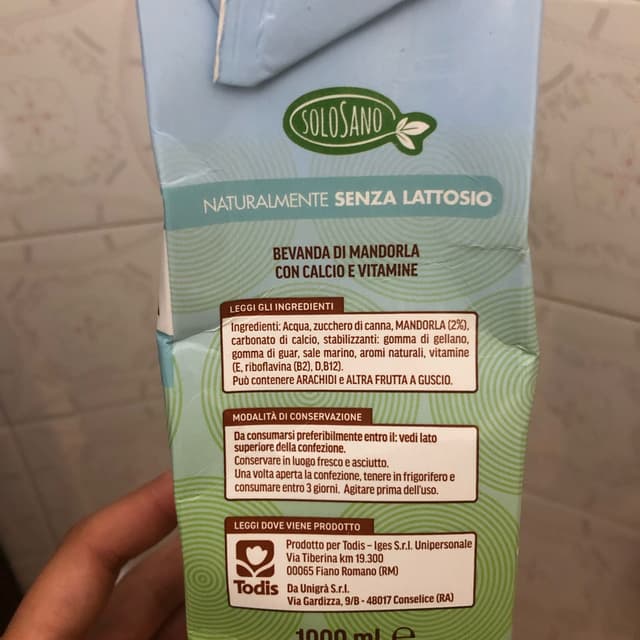 SOLOSANO
NATURALMENTE SENZA LATTOSIO
BEVANDA DI MANDORLA
CON CALCIO E VITAMINE
LEGGI GLI INGREDIENTI
Ingredienti: Acqua, zucchero di canna, MANDORLA (2%),
carbonato di calcio, stabilizzanti: gomma di gellano,
gomma di guar, sale marino, aromi naturali, vitamine
(E, riboflavina (B2), D,B12).
Può contenere ARACHIDI e ALTRA FRUTTA A GUSCIO.
MODALITÀ DI CONSERVAZIONE
Da consumarsi preferibilmente entro il: vedi lato
superiore della confezione.
Conservare in luogo fresco e asciutto.
Una volta aperta la confezione, tenere in frigorifero e
consumare entro 3 giorni. Agitare prima dell'uso.
LEGGI DOVE VIENE PRODOTTO
Prodotto per Todis – Iges S.r.l. Unipersonale
Via Tiberina km 19.300
00065 Fiano Romano (RM)
Todis
Da Unigrà S.r.l.
Via Gardizza, 9/B - 48017 Conselice (RA)
1000 ml e